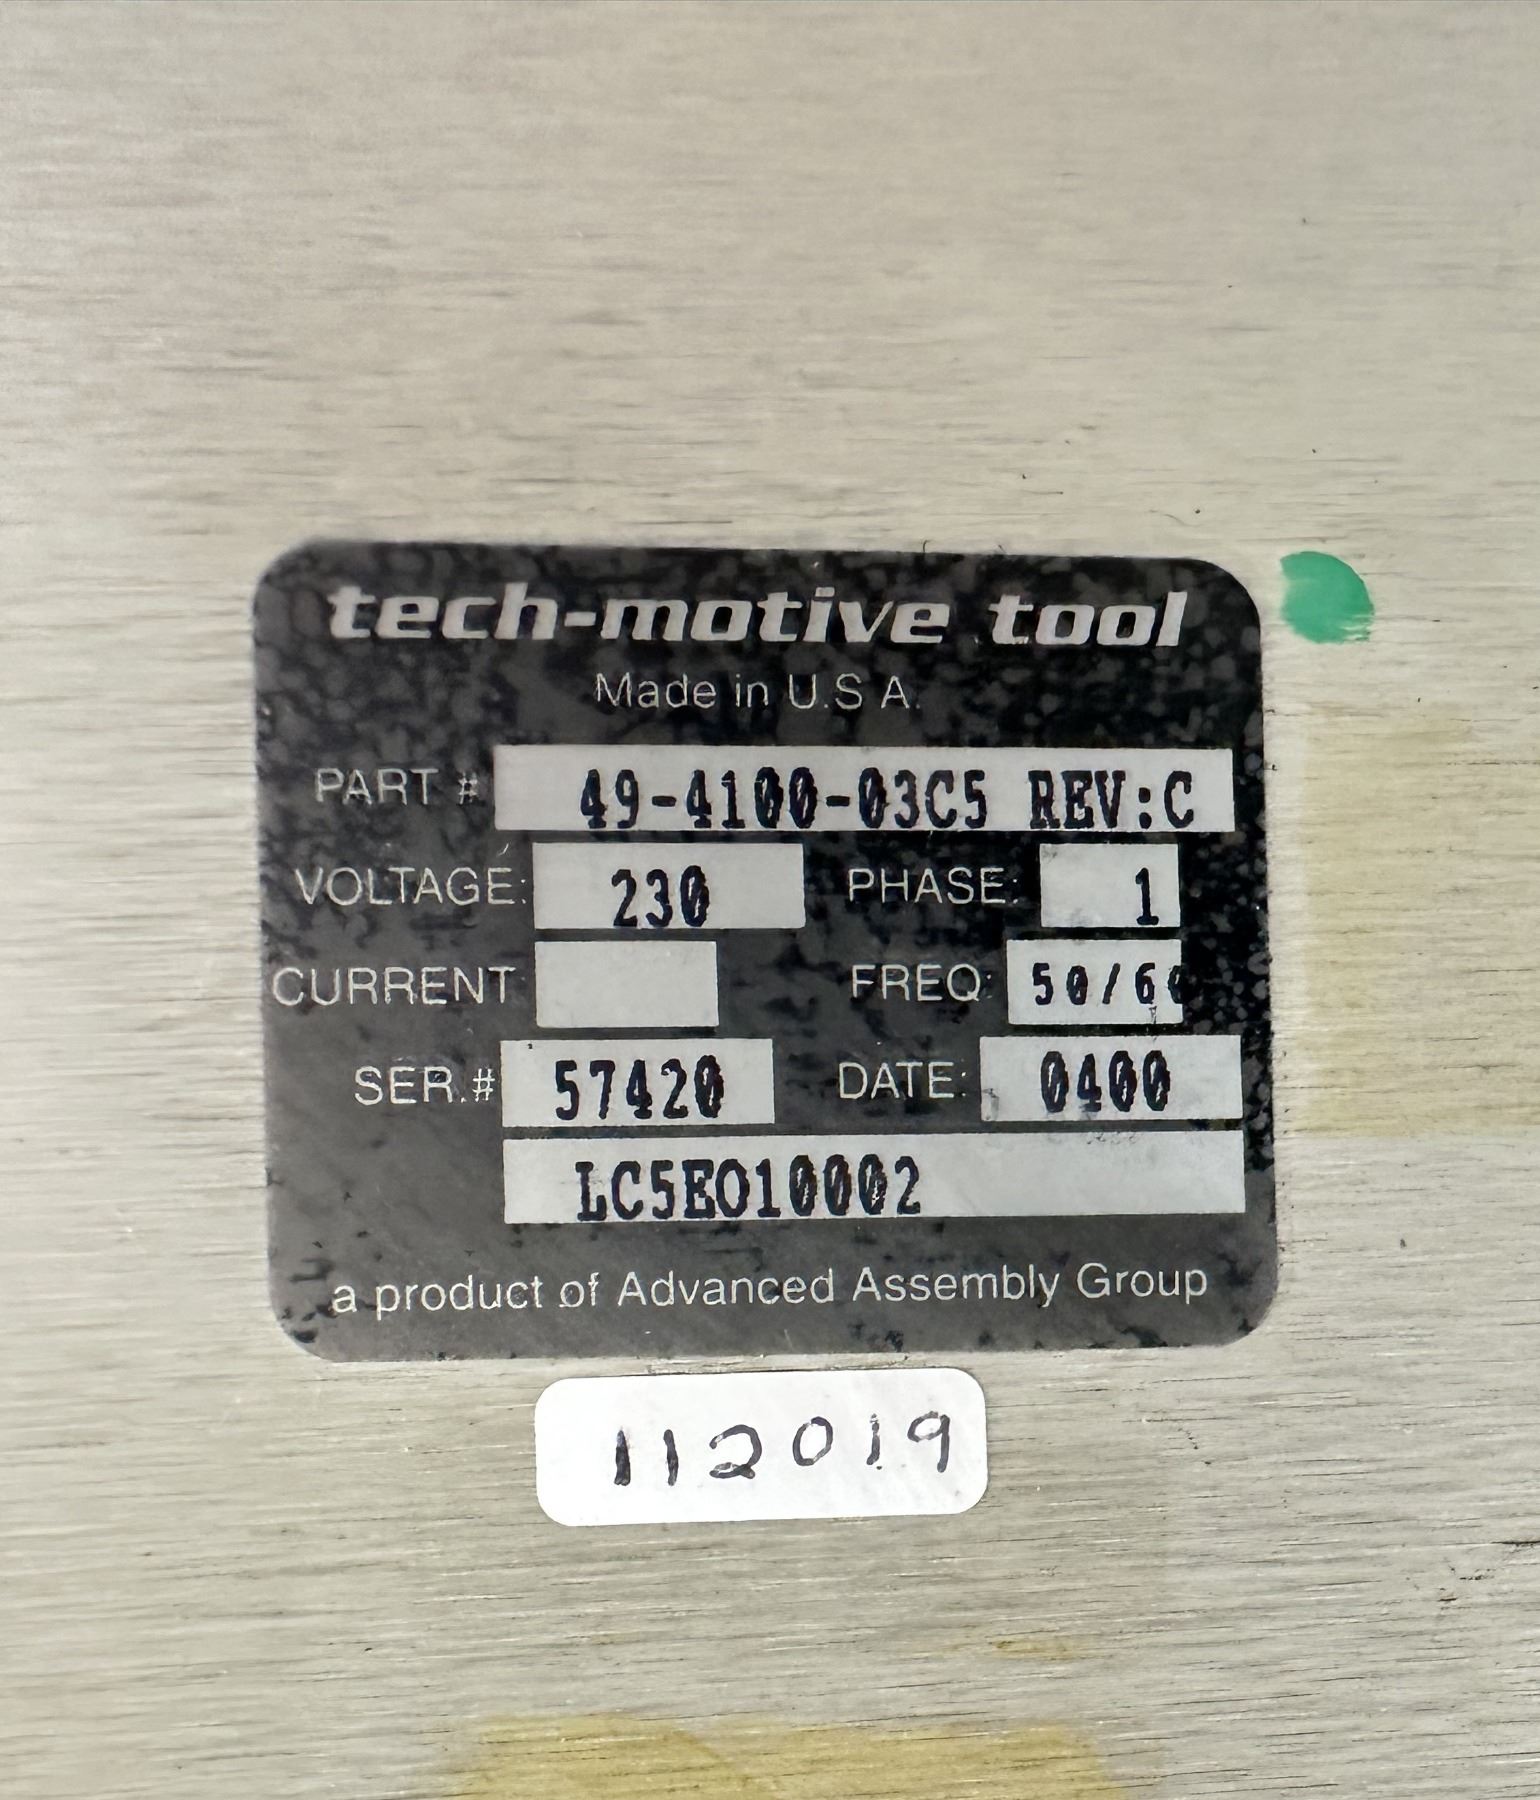 tech-motive tool
Made in U.S.A.
PART # 49-4100-03C5 REV:C
VOLTAGE: 230 PHASE: 1
CURRENT FREQ: 50/60
SER.# 57420 DATE: 0400
LC5EO10002
a product of Advanced Assembly Group
112019